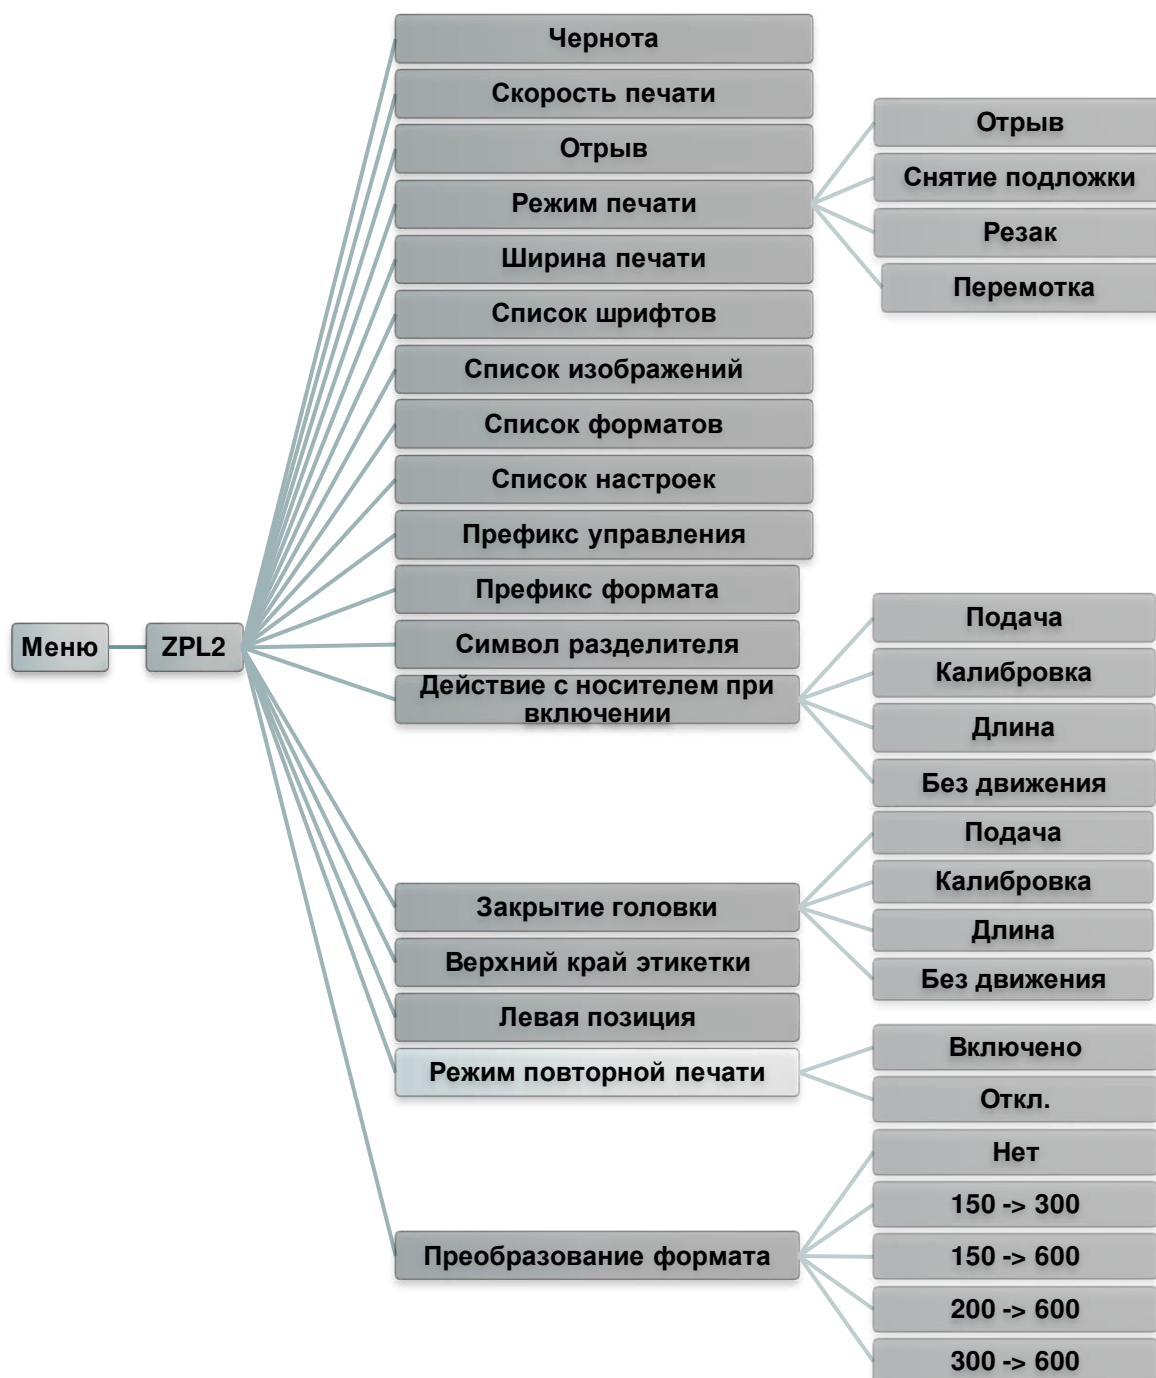 Чернота
Скорость печати
Отрыв
Режим печати
Отрыв
Снятие подложки
Резак
Перемотка
Ширина печати
Список шрифтов
Список изображений
Список форматов
Список настроек
Префикс управления
Префикс формата
Символ разделителя
Меню
ZPL2
Действие с носителем при
включении
Подача
Калибровка
Длина
Без движения
Закрытие головки
Подача
Калибровка
Длина
Без движения
Верхний край этикетки
Левая позиция
Режим повторной печати
Включено
Откл.
Преобразование формата
Нет
150 -> 300
150 -> 600
200 -> 600
300 -> 600